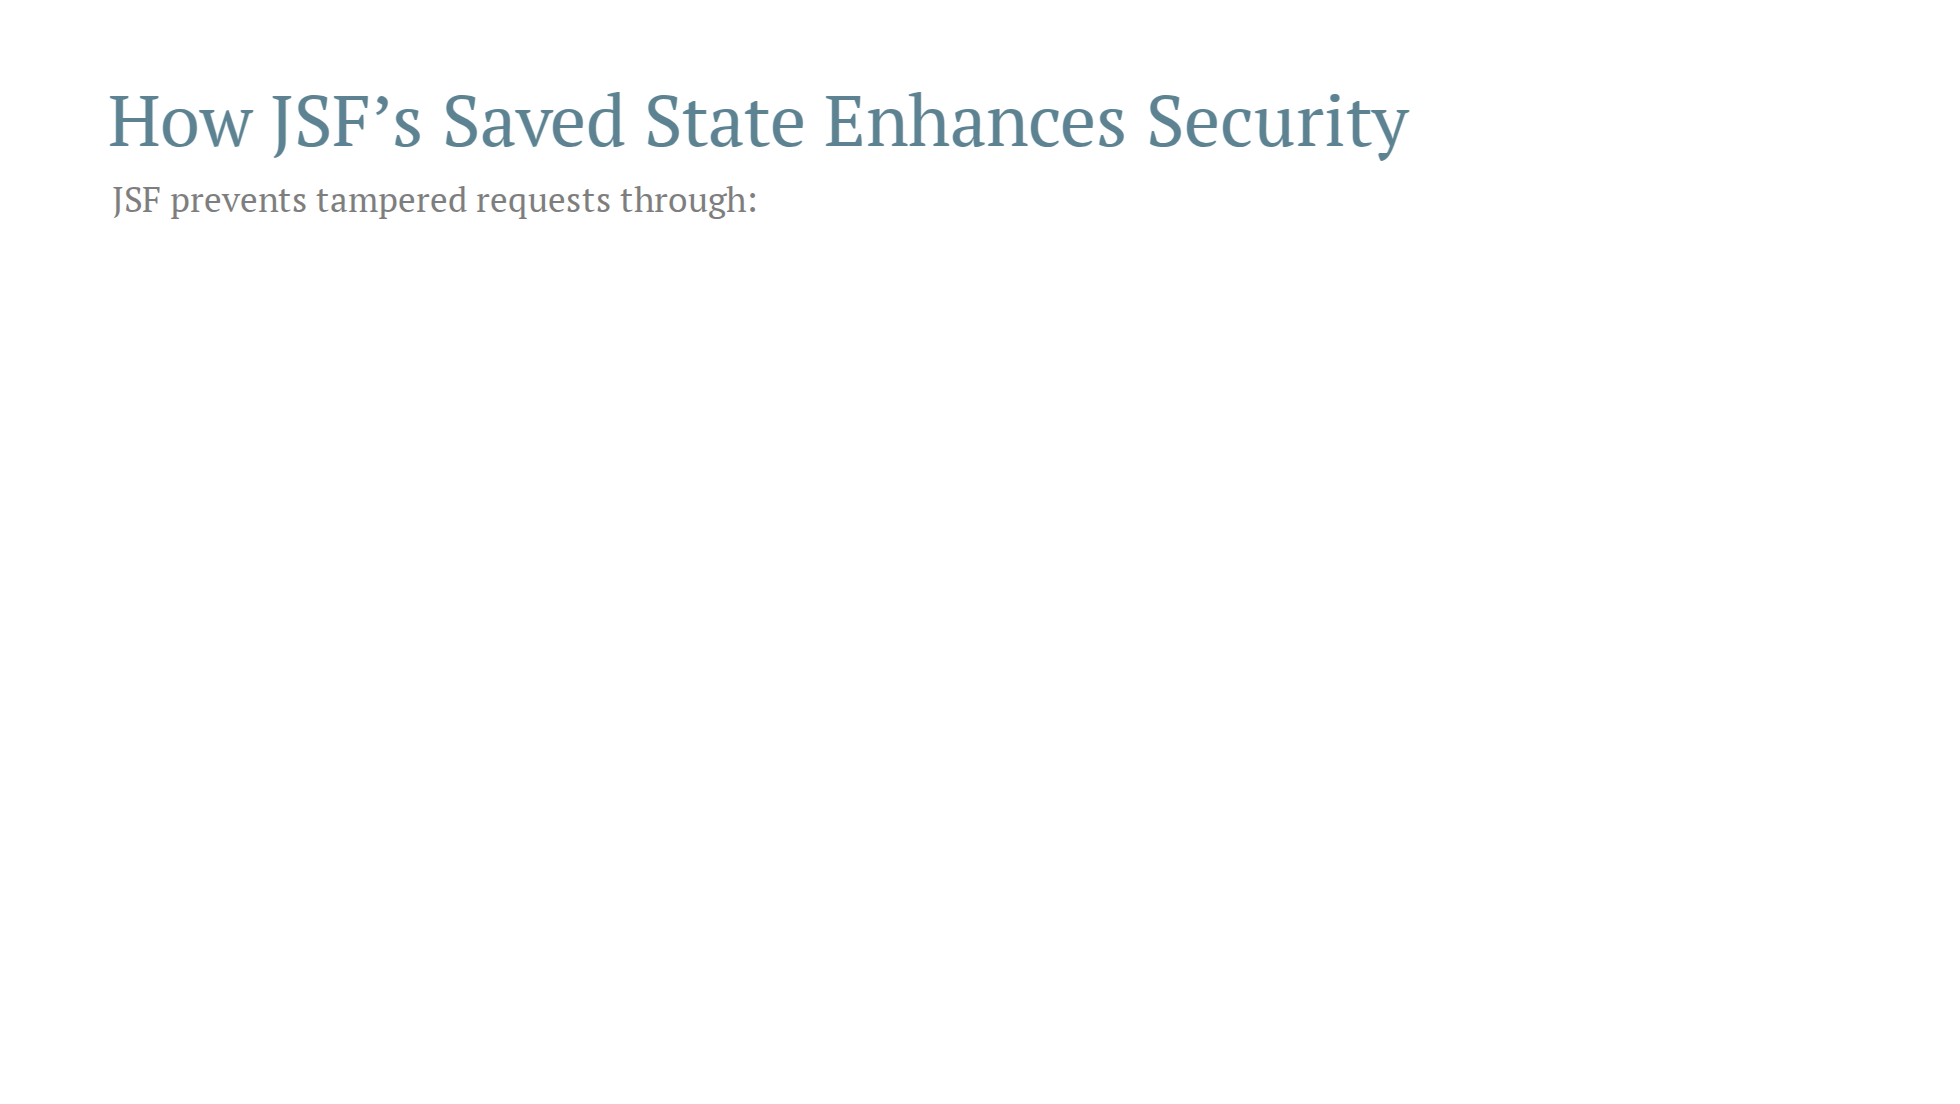 How JSF’s Saved State Enhances Security
JSF prevents tampered requests through: